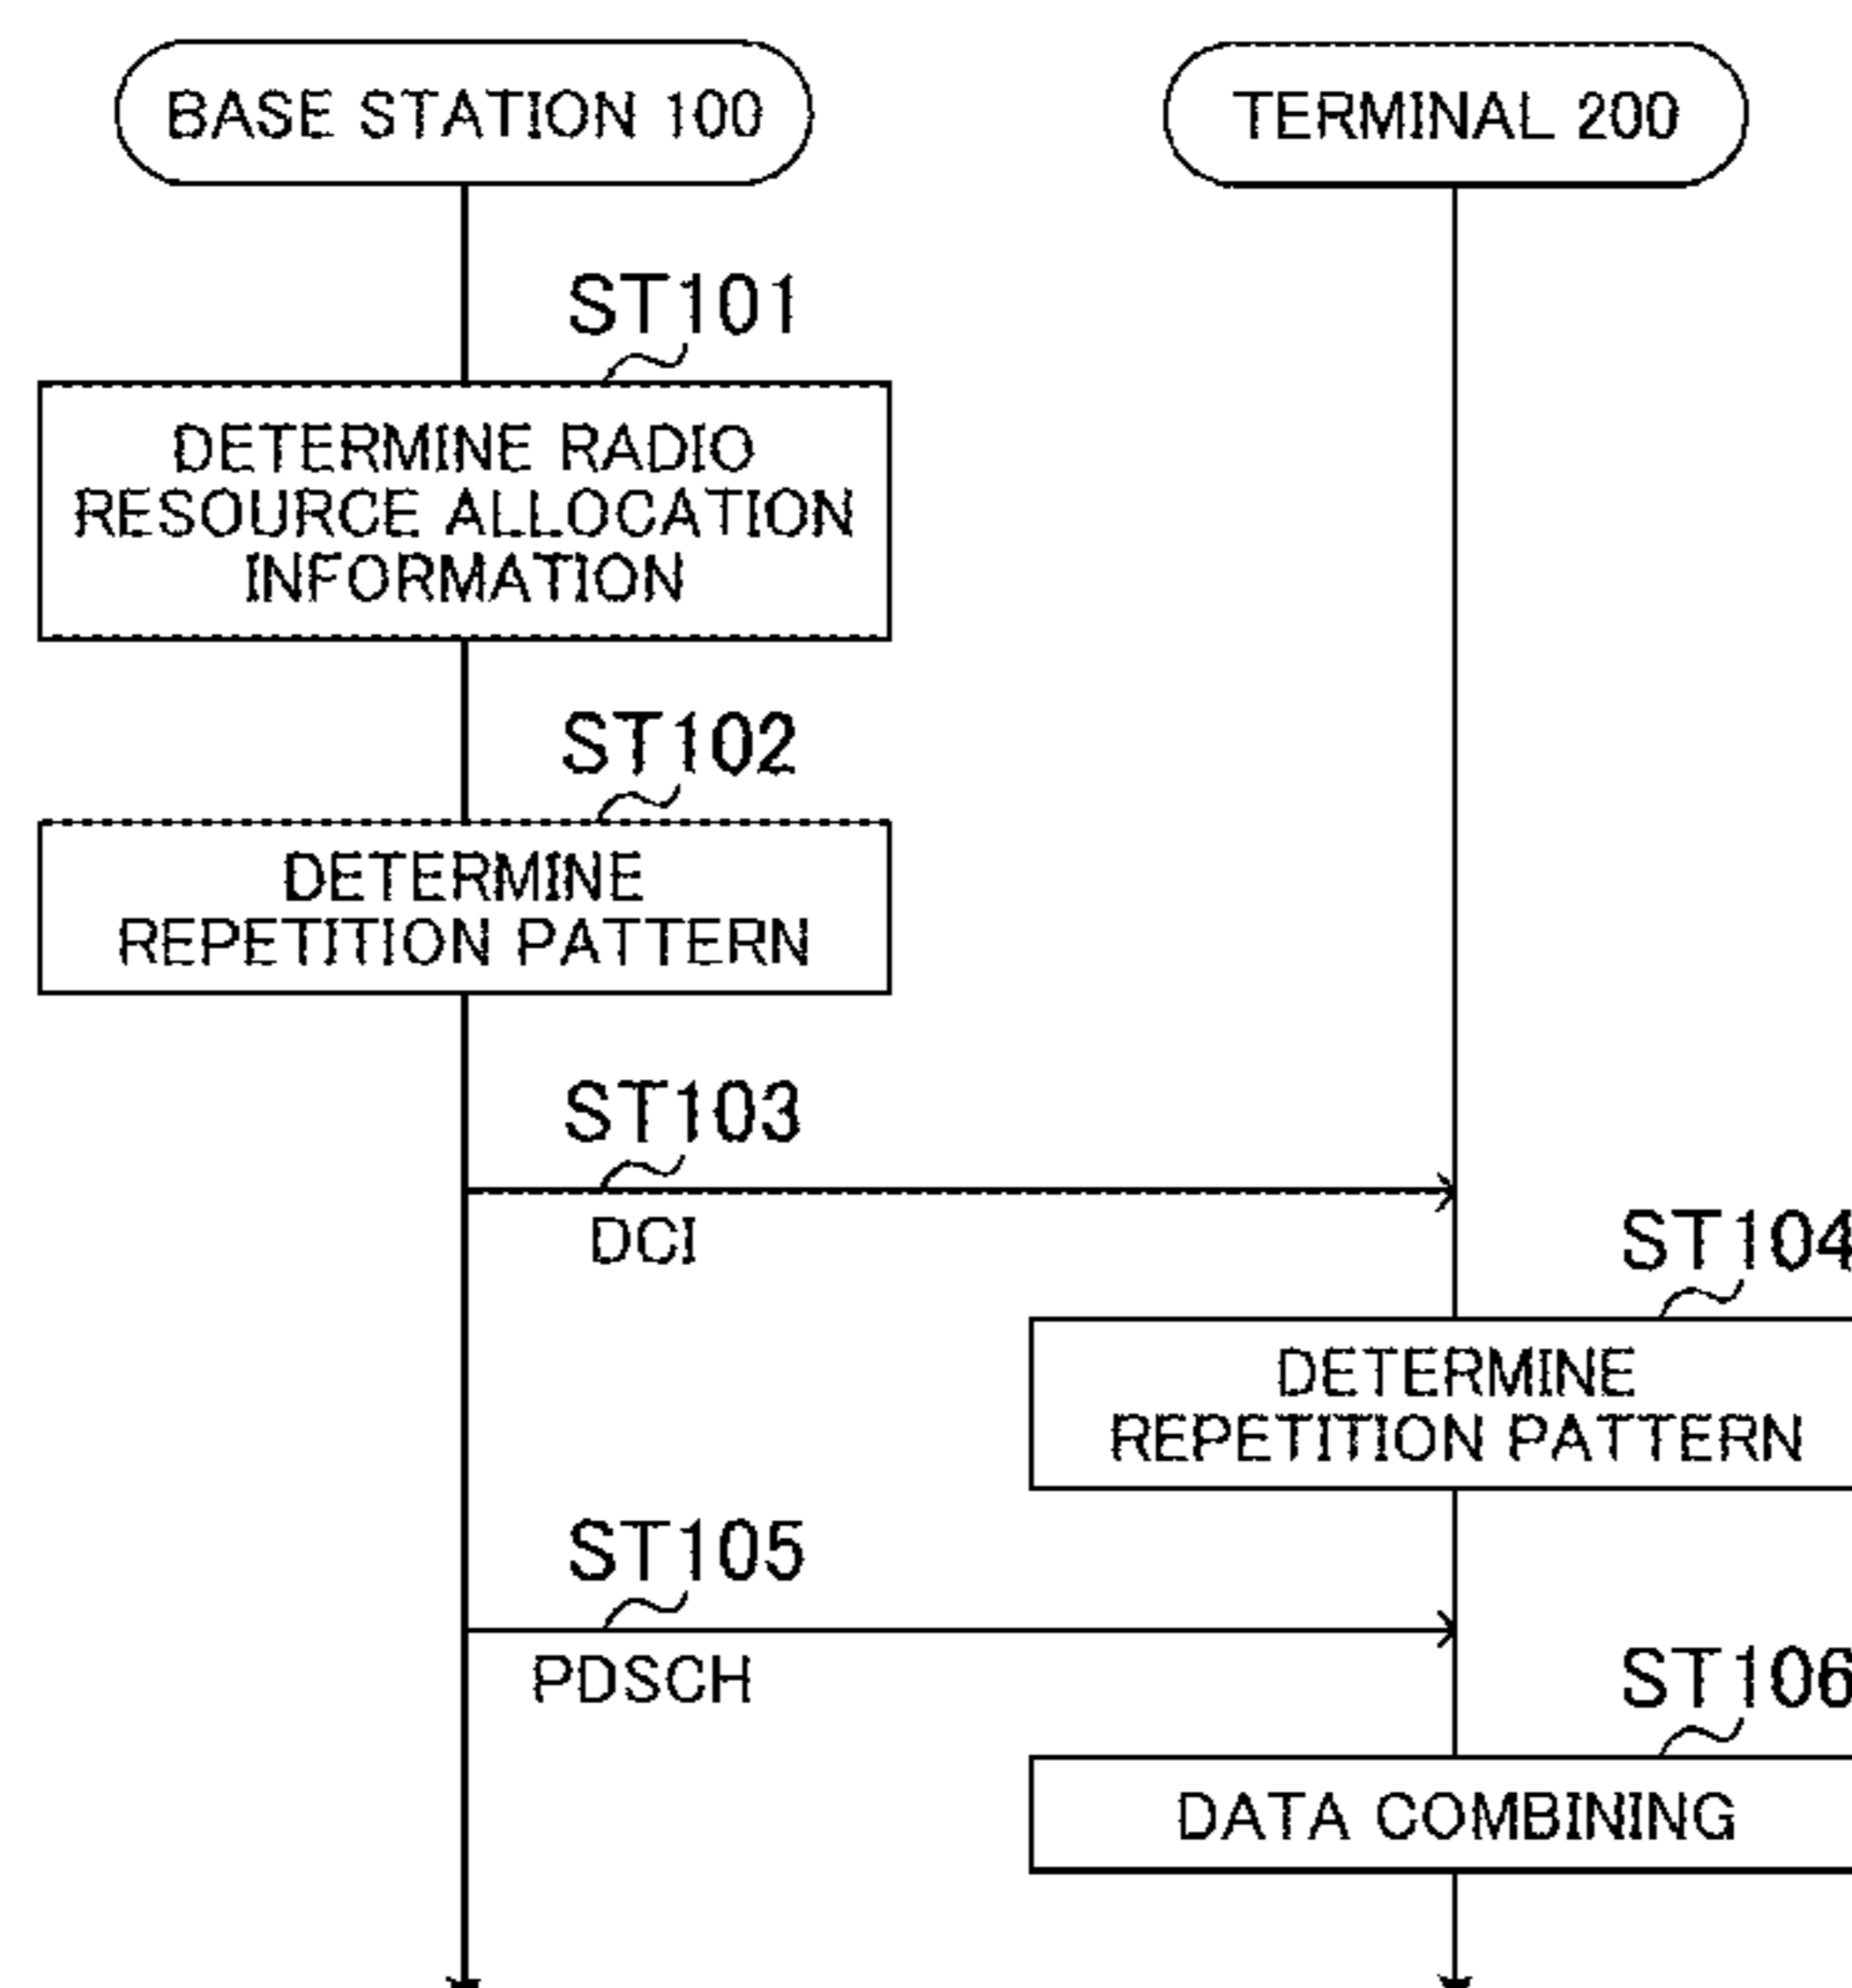 BASE STATION 100
TERMINAL 200
ST101
DETERMINE RADIO
RESOURCE ALLOCATION
INFORMATION
ST102
DETERMINE
REPETITION PATTERN
ST103
DCI
ST104
DETERMINE
REPETITION PATTERN
ST105
PDSCH
ST106
DATA COMBINING